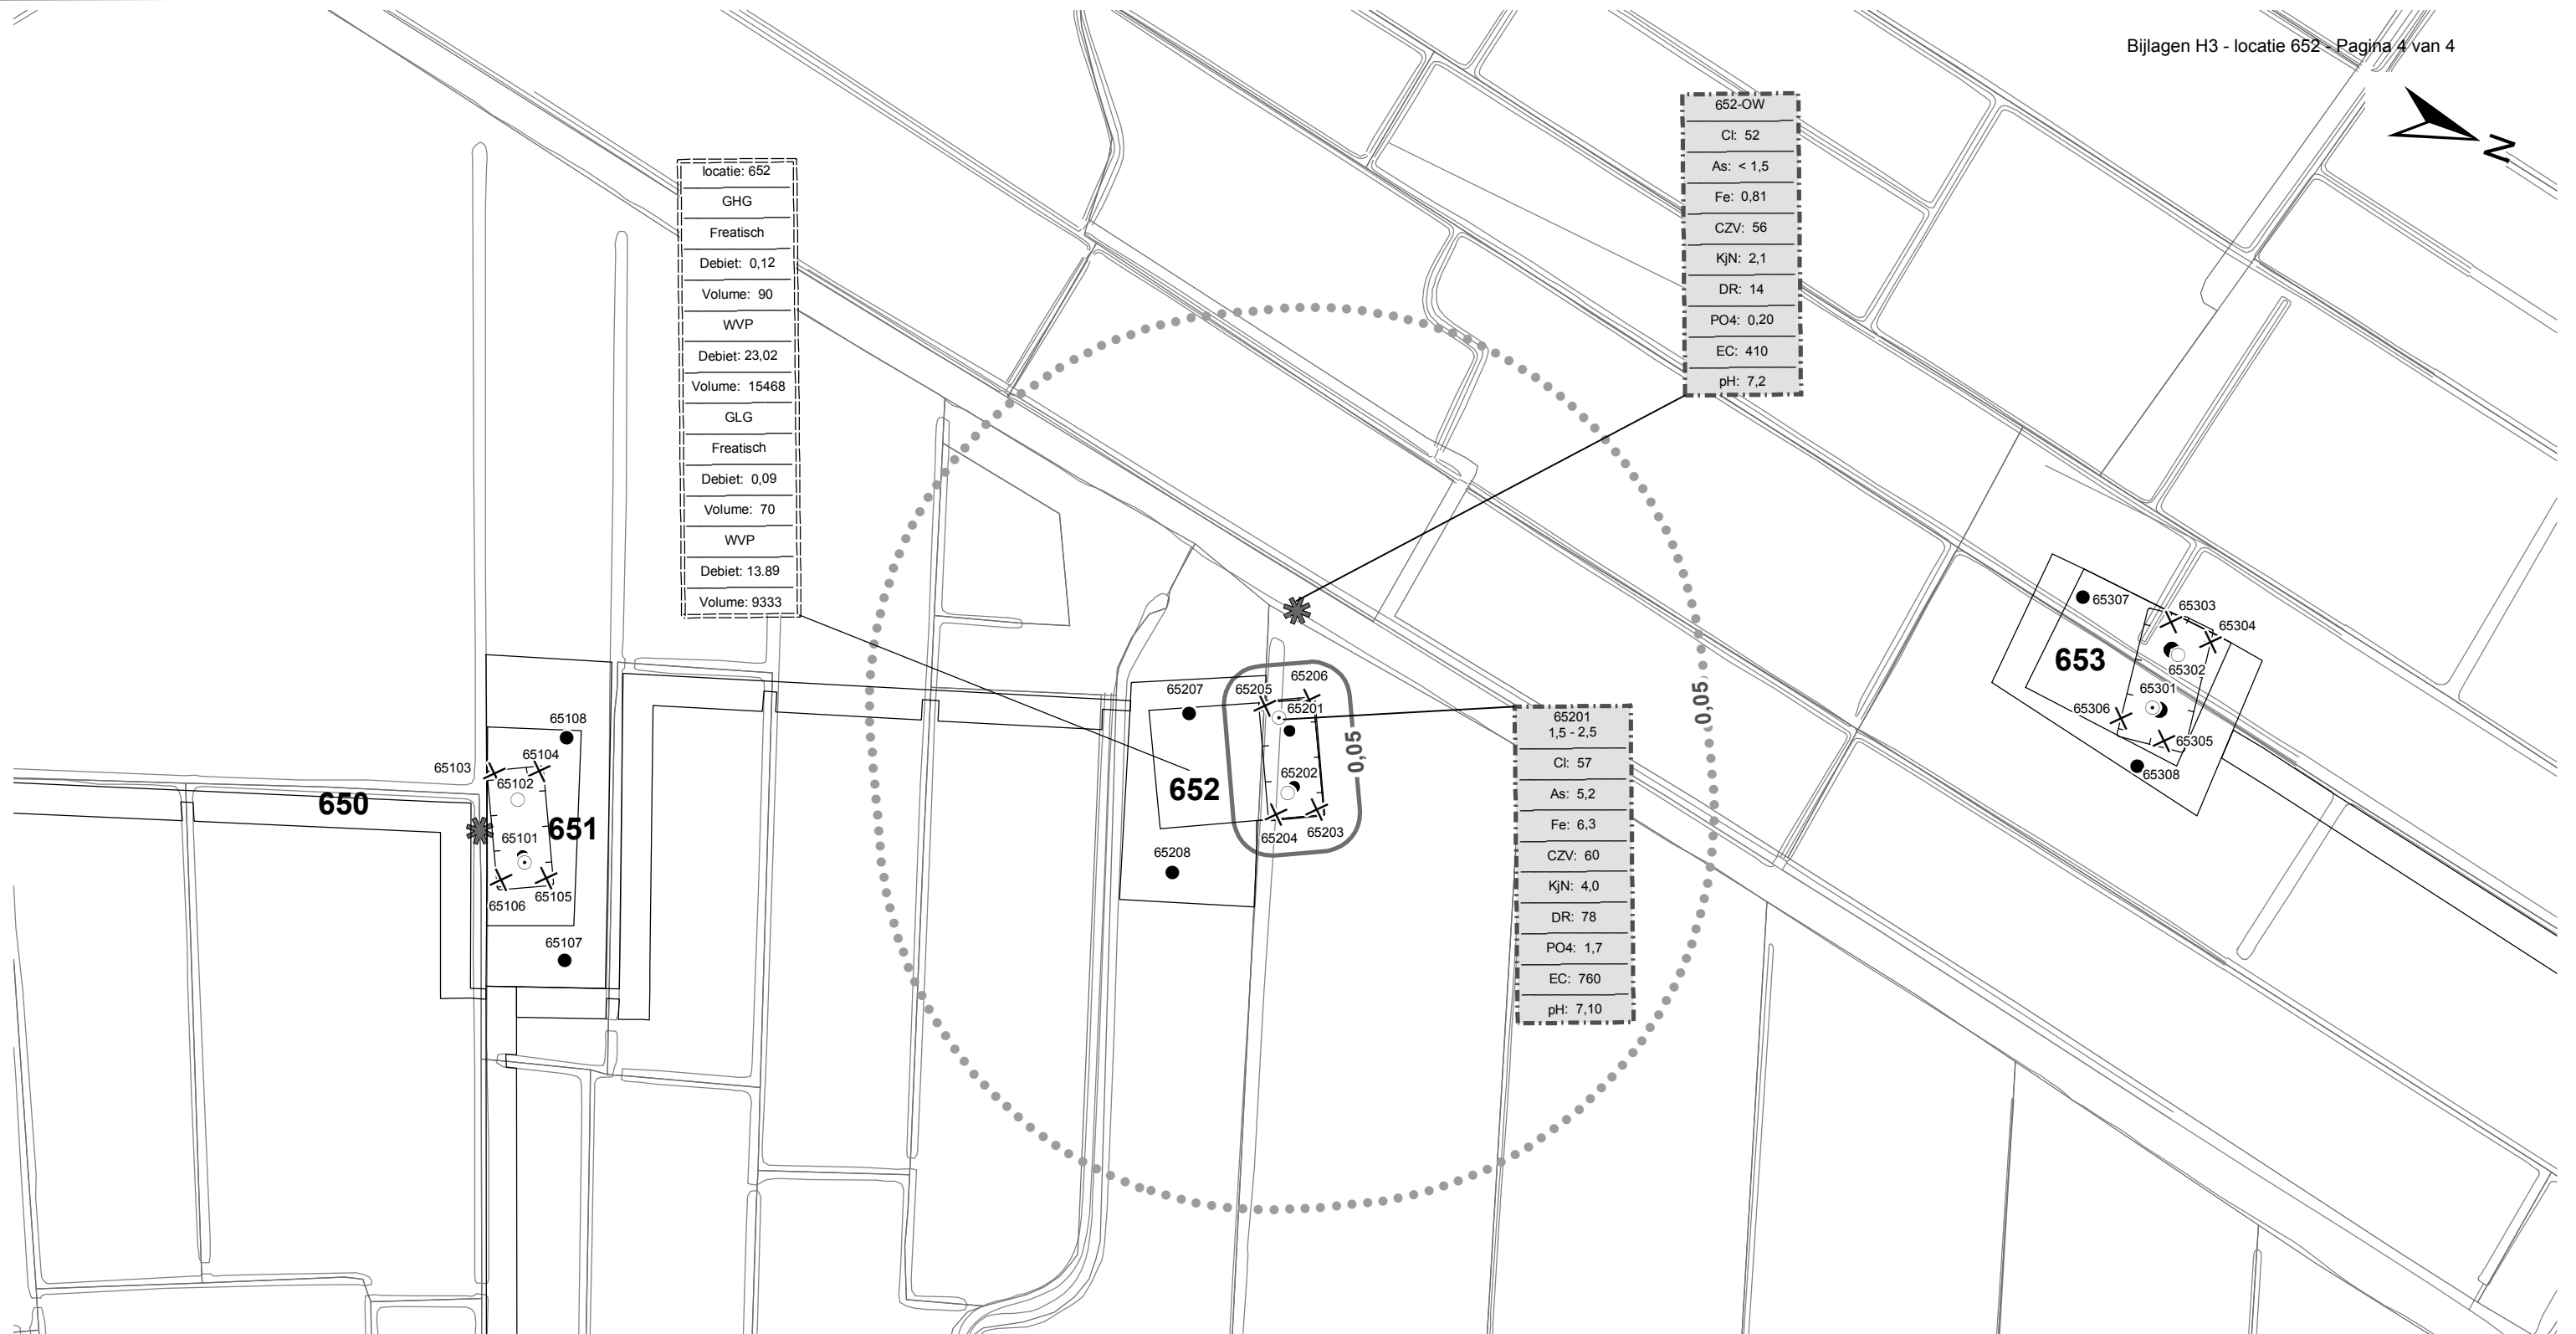 Bijlagen H3 - locatie 652 - Pagina 4 van 4
N
652-OW
Cl: 52
As: < 1,5
Fe: 0,81
CZV: 56
KjN: 2,1
DR: 14
PO4: 0,20
EC: 410
pH: 7,2
locatie: 652
GHG
Freatisch
Debiet: 0,12
Volume: 90
WVP
Debiet: 23,02
Volume: 15468
GLG
Freatisch
Debiet: 0,09
Volume: 70
WVP
Debiet: 13.89
Volume: 9333
65307
65303
65304
653
65302
65301
65306
65305
65308
65207
65205
65206
65201
0,05
0,05
65202
652
65204
65203
65208
65201
1,5 - 2,5
Cl: 57
As: 5,2
Fe: 6,3
CZV: 60
KjN: 4,0
DR: 78
PO4: 1,7
EC: 760
pH: 7,10
65108
65103
65104
65102
650
651
65101
65106
65105
65107